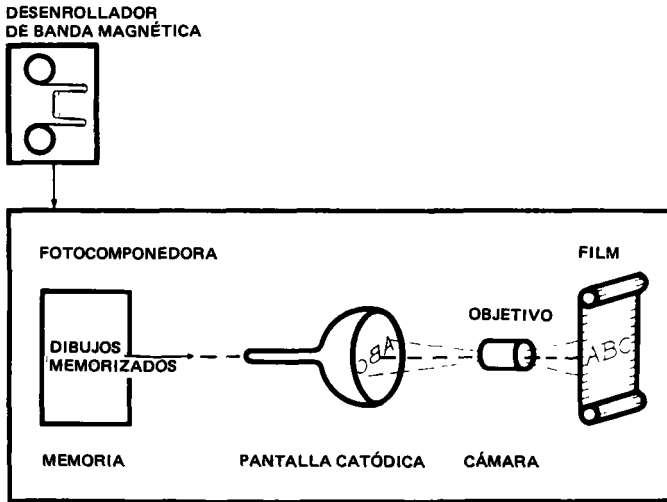 DESENROLLADOR
DE BANDA MAGNÉTICA
FOTOCOMPONEDORA
FILM
OBJETIVO
DIBUJOS
MEMORIZADOS
ABC
ABC
MEMORIA
PANTALLA CATÓDICA
CÁMARA